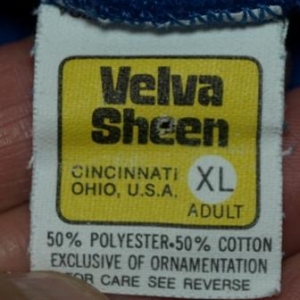 Velva
Sheen
CINCINNATI
OHIO, U.S.A.
XL
ADULT
50% POLYESTER•50% COTTON
EXCLUSIVE OF ORNAMENTATION
FOR CARE SEE REVERSE